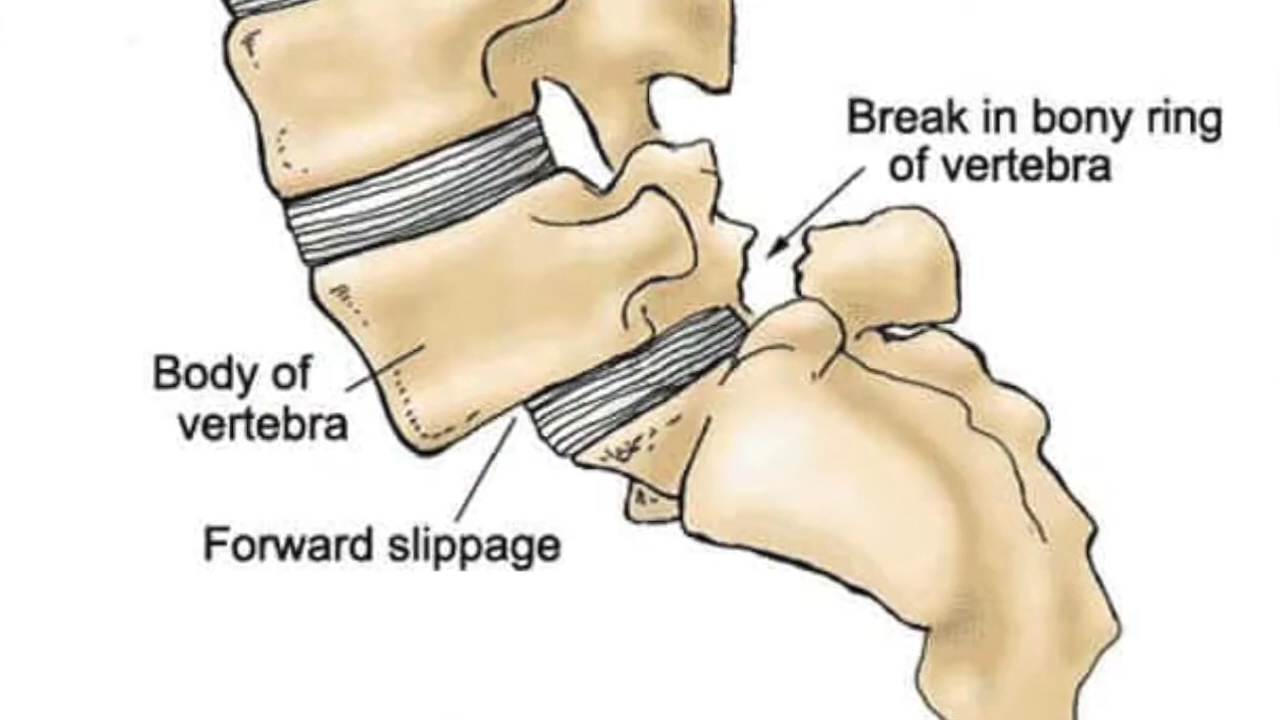 Break in bony ring
of vertebra
Body of
vertebra
Forward slippage